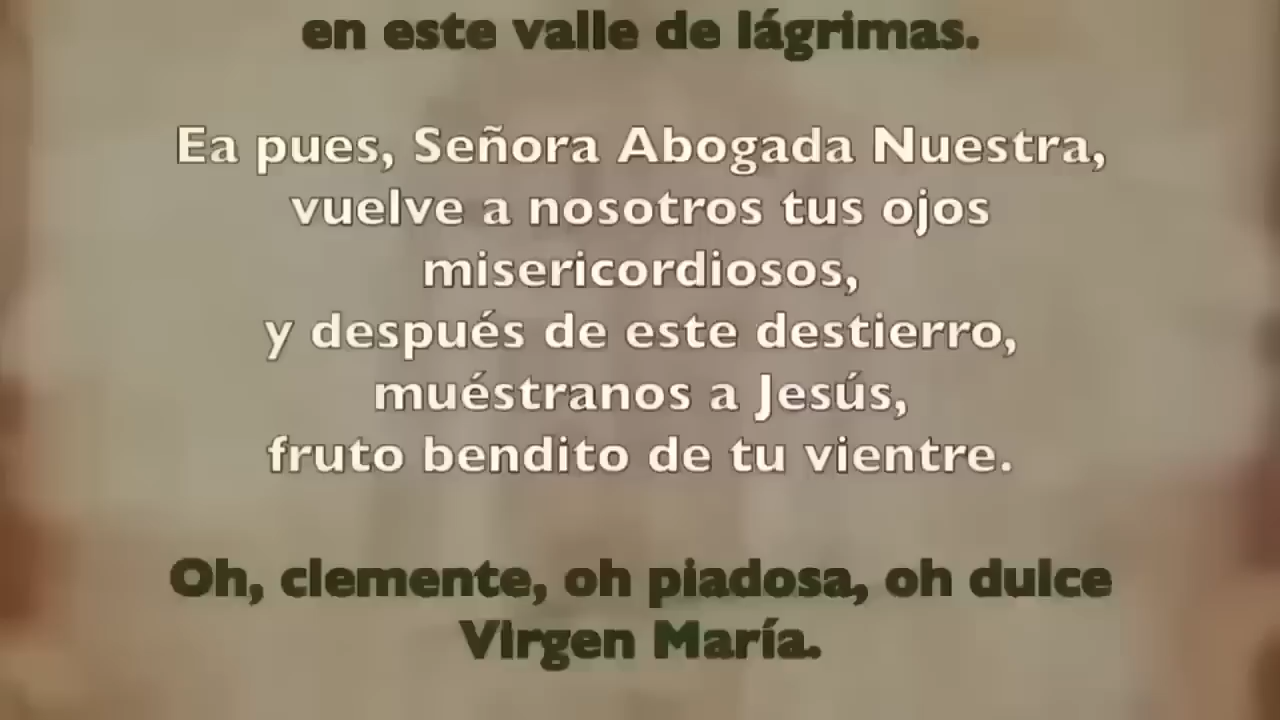 en este valle de lágrimas.
Ea pues, Señora Abogada Nuestra,
vuelve a nosotros tus ojos
misericordiosos,
y después de este destierro,
muéstranos a Jesús,
fruto bendito de tu vientre.
Oh, clemente, oh piadosa, oh dulce
Virgen María.